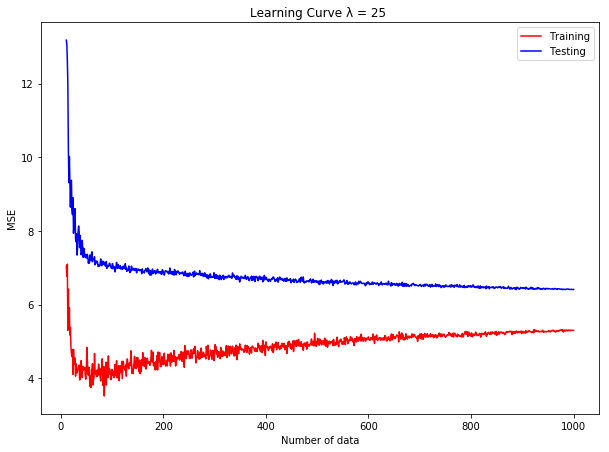 Learning Curve λ = 25
Training
Testing
12
10
8
6
4
MSE
0
200
400
600
800
1000
Number of data